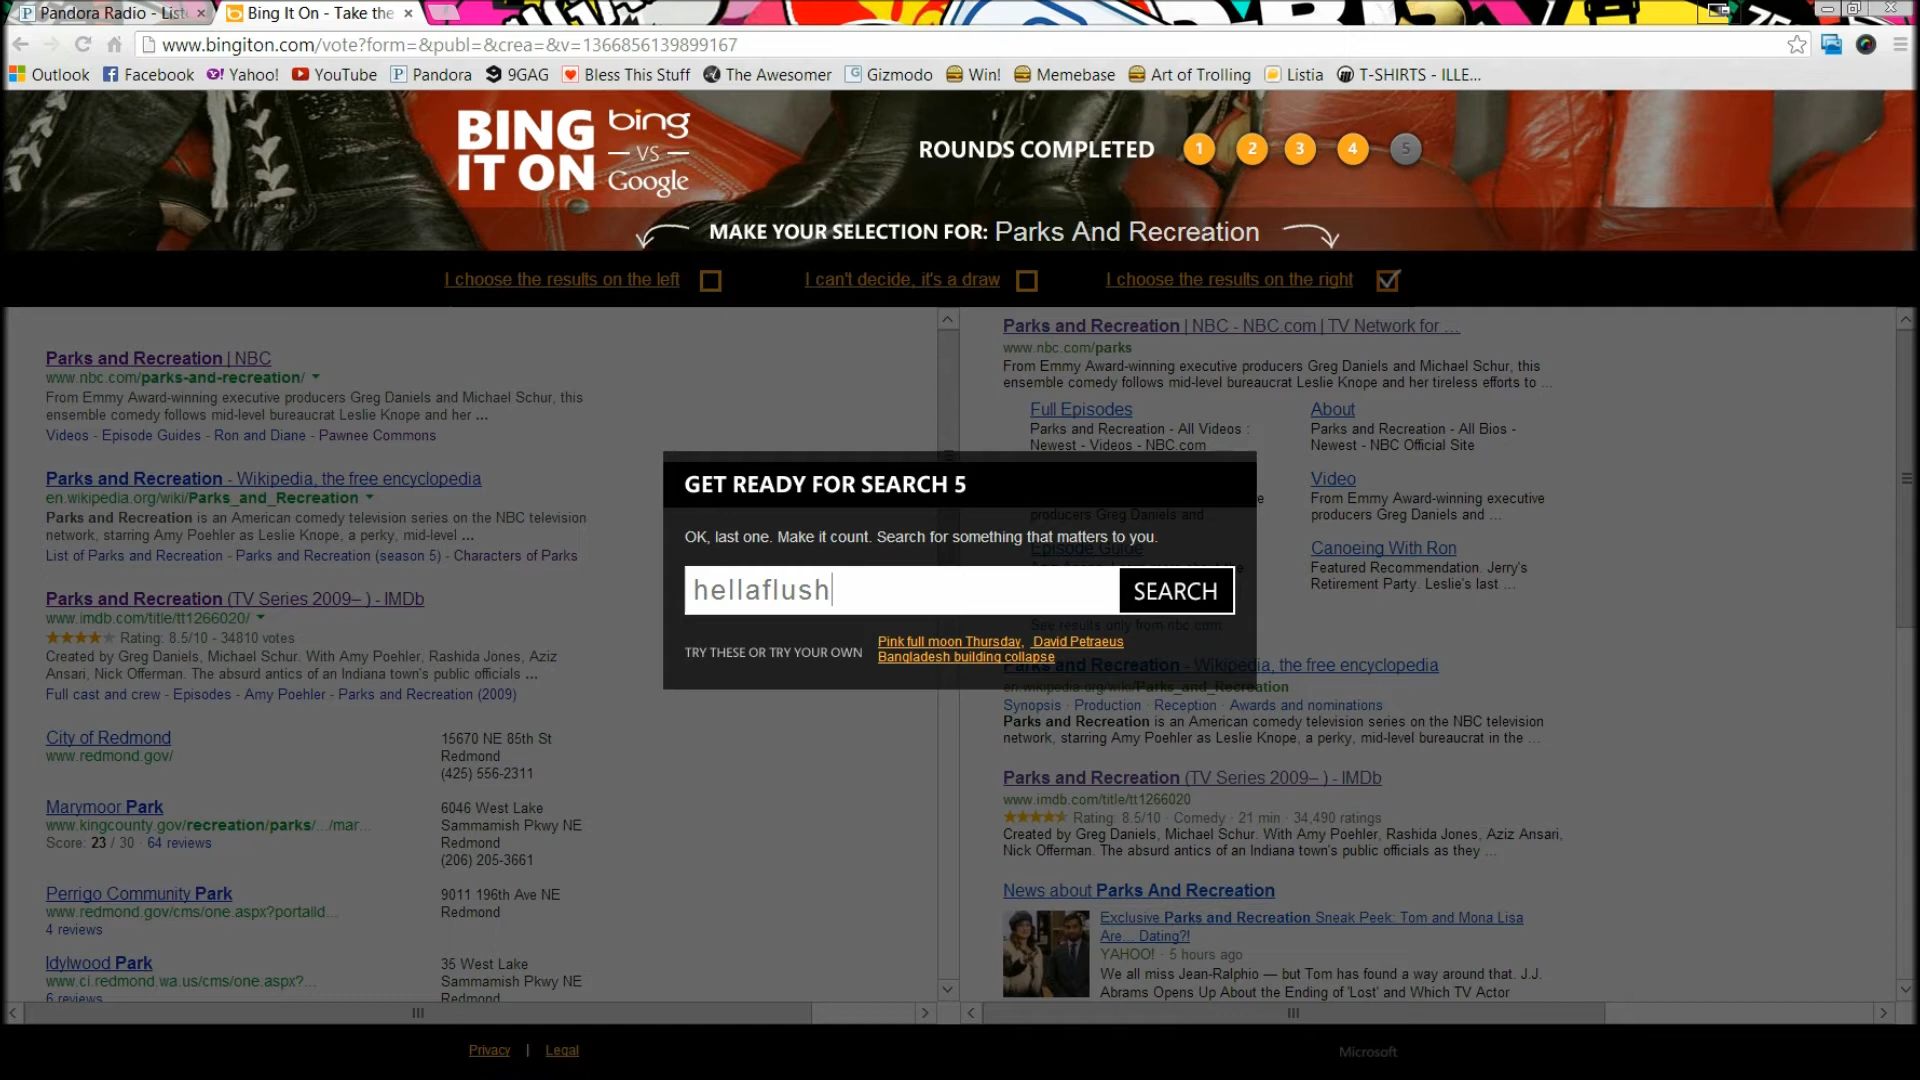 Pandora Radio - List
Bing It On - Take the
www.bingiton.com/vote?form=&publ=&crea=&v=1366856139899167
Outlook Facebook Yahoo! YouTube Pandora 9GAG Bless This Stuff The Awesomer Gizmodo Win! Memebase Art of Trolling Listia T-SHIRTS - ILLE...
BING IT ON
bing
VS
Google
ROUNDS COMPLETED 1 2 3 4 5
MAKE YOUR SELECTION FOR: Parks And Recreation
I choose the results on the left
I can't decide, it's a draw
I choose the results on the right
Parks and Recreation | NBC
www.nbc.com/parks-and-recreation/
From Emmy Award-winning executive producers Greg Daniels and Michael Schur, this
ensemble comedy follows mid-level bureaucrat Leslie Knope and her ...
Videos - Episode Guides - Ron and Diane - Pawnee Commons
Parks and Recreation - Wikipedia, the free encyclopedia
en.wikipedia.org/wiki/Parks_and_Recreation
Parks and Recreation is an American comedy television series on the NBC television
network, starring Amy Poehler as Leslie Knope, a perky, mid-level ...
List of Parks and Recreation - Parks and Recreation (season 5) - Characters of Parks
Parks and Recreation (TV Series 2009– ) - IMDb
www.imdb.com/title/tt1266020/
Rating: 8.5/10 - 34810 votes
Created by Greg Daniels, Michael Schur. With Amy Poehler, Rashida Jones, Aziz
Ansari, Nick Offerman. The absurd antics of an Indiana town's public officials ...
Full cast and crew - Episodes - Amy Poehler - Parks and Recreation (2009)
City of Redmond
www.redmond.gov/
15670 NE 85th St
Redmond
(425) 556-2311
Marymoor Park
www.kingcounty.gov/recreation/parks/.../mar...
Score: 23 / 30 · 64 reviews
6046 West Lake
Sammamish Pkwy NE
Redmond
(206) 205-3661
Perrigo Community Park
www.redmond.gov/cms/one.aspx?portalId...
4 reviews
9011 196th Ave NE
Redmond
Idylwood Park
www.ci.redmond.wa.us/cms/one.aspx?...
6 reviews
35 West Lake
Sammamish Pkwy NE
Redmond
GET READY FOR SEARCH 5
OK, last one. Make it count. Search for something that matters to you.
hellaflush
SEARCH
TRY THESE OR TRY YOUR OWN
Pink full moon Thursday, David Petraeus
Bangladesh building collapse
Parks and Recreation | NBC - NBC.com | TV Network for ...
www.nbc.com/parks
From Emmy Award-winning executive producers Greg Daniels and Michael Schur, this
ensemble comedy follows mid-level bureaucrat Leslie Knope and her tireless efforts to ...
Full Episodes
Parks and Recreation - All Videos :
Newest - Videos - NBC.com
producers Greg Daniels and ...
Episode Guide
See results only from nbc.com
About
Parks and Recreation - All Bios -
Newest - NBC Official Site
Video
From Emmy Award-winning executive
producers Greg Daniels and ...
Canoeing With Ron
Featured Recommendation. Jerry's
Retirement Party. Leslie's last ...
Parks and Recreation - Wikipedia, the free encyclopedia
en.wikipedia.org/wiki/Parks_and_Recreation
Synopsis · Production · Reception · Awards and nominations
Parks and Recreation is an American comedy television series on the NBC television
network, starring Amy Poehler as Leslie Knope, a perky, mid-level bureaucrat in the ...
Parks and Recreation (TV Series 2009– ) - IMDb
www.imdb.com/title/tt1266020
Rating: 8.5/10 · Comedy · 21 min · 34,490 ratings
Created by Greg Daniels, Michael Schur. With Amy Poehler, Rashida Jones, Aziz Ansari,
Nick Offerman. The absurd antics of an Indiana town's public officials as they ...
News about Parks And Recreation
Exclusive Parks and Recreation Sneak Peek: Tom and Mona Lisa
Are... Dating?!
YAHOO! · 5 hours ago
We all miss Jean-Ralphio — but Tom has found a way around that. J.J.
Abrams Opens Up About the Ending of 'Lost' and Which TV Actor
Privacy | Legal
Microsoft